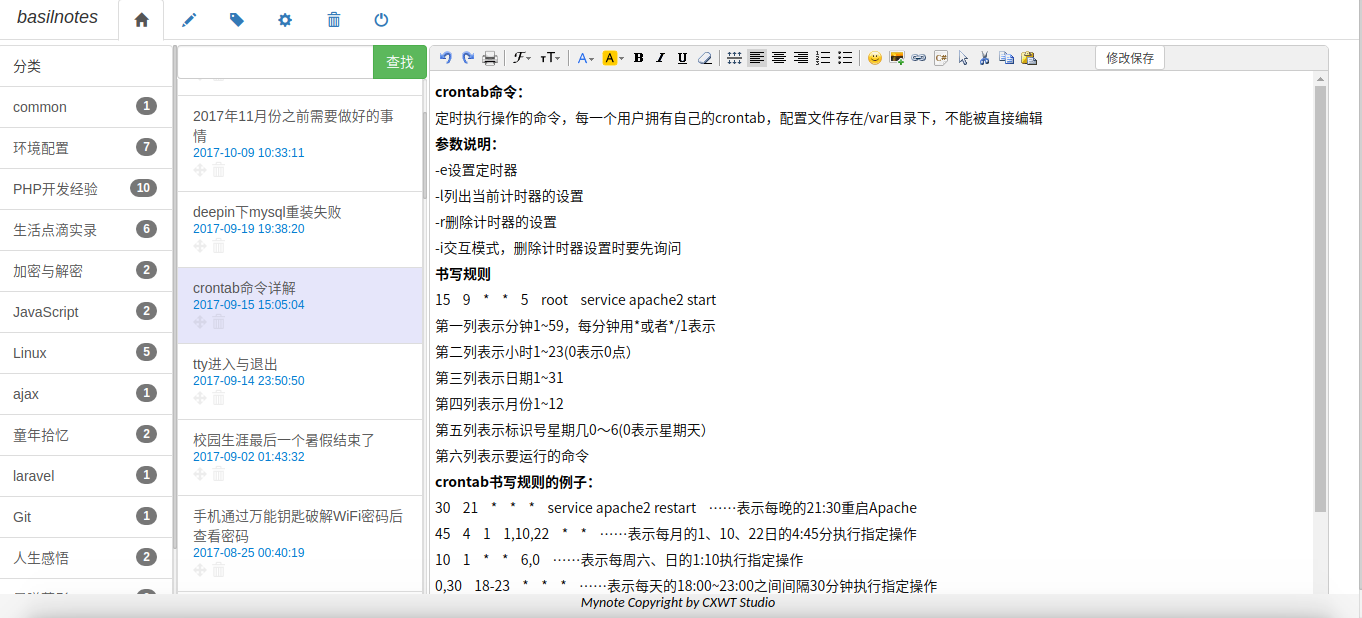 basilnotes
分类
common 1
环境配置 7
PHP开发经验 10
生活点滴实录 6
加密与解密 2
JavaScript 2
Linux 5
ajax 1
童年拾忆 2
laravel 1
Git 1
人生感悟 2
查找
2017年11月份之前需要做好的事
情
2017-10-09 10:33:11
deepin下mysql重装失败
2017-09-19 19:38:20
crontab命令详解
2017-09-15 15:05:04
tty进入与退出
2017-09-14 23:50:50
校园生涯最后一个暑假结束了
2017-09-02 01:43:32
手机通过万能钥匙破解WiFi密码后
查看密码
2017-08-25 00:40:19
修改保存
crontab命令：
定时执行操作的命令，每一个用户拥有自己的crontab，配置文件存在/var目录下，不能被直接编辑
参数说明：
-e设置定时器
-l列出当前计时器的设置
-r删除计时器的设置
-i交互模式，删除计时器设置时要先询问
书写规则
15 9 * * 5 root service apache2 start
第一列表示分钟1~59，每分钟用*或者*/1表示
第二列表示小时1~23(0表示0点）
第三列表示日期1~31
第四列表示月份1~12
第五列表示标识号星期几0～6(0表示星期天）
第六列表示要运行的命令
crontab书写规则的例子：
30 21 * * * service apache2 restart ⋯⋯表示每晚的21:30重启Apache
45 4 1 1,10,22 * * ⋯⋯表示每月的1、10、22日的4:45分执行指定操作
10 1 * * 6,0 ⋯⋯表示每周六、日的1:10执行指定操作
0,30 18-23 * * * ⋯⋯表示每天的18:00~23:00之间间隔30分钟执行指定操作
Mynote Copyright by CXWT Studio